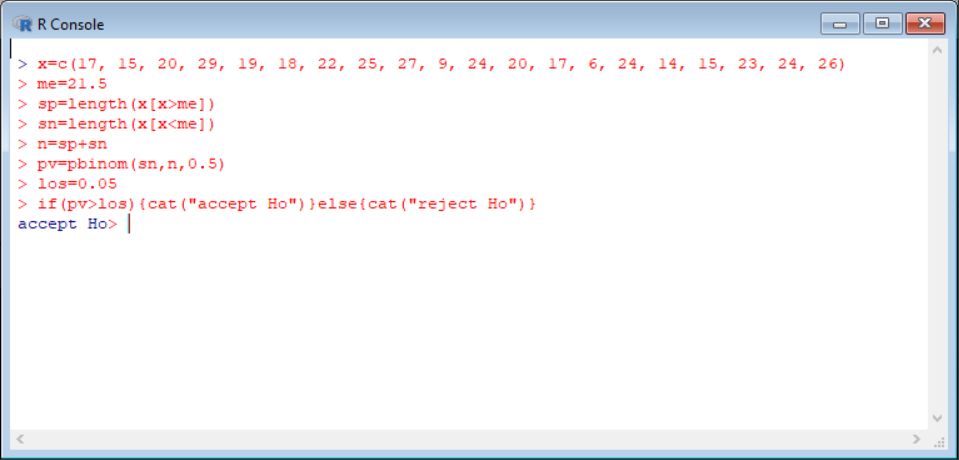 R Console
> x=c(17, 15, 20, 29, 19, 18, 22, 25, 27, 9, 24, 20, 17, 6, 24, 14, 15, 23, 24, 26)
> me=21.5
> sp=length(x[x>me])
> sn=length(x[x<me])
> n=sp+sn
> pv=pbinom(sn,n,0.5)
> los=0.05
> if(pv>los){cat("accept Ho")}else{cat("reject Ho")}
accept Ho>